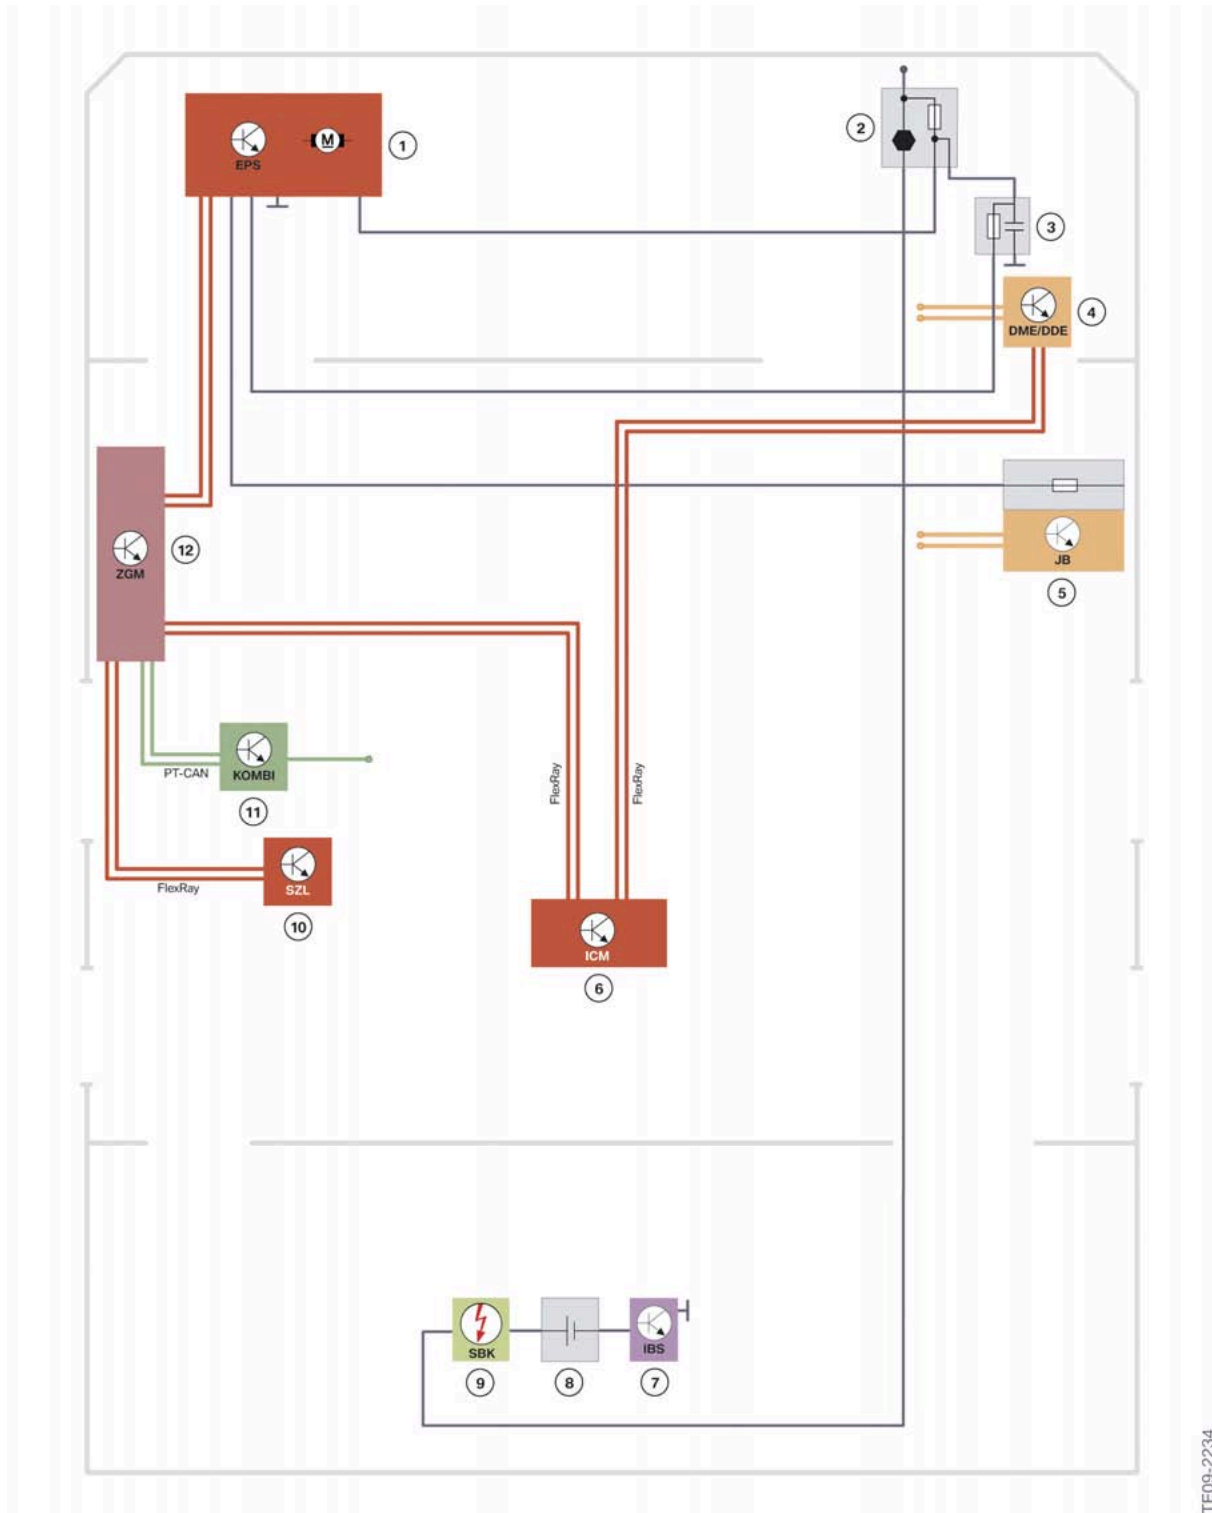 M
EPS
1
2
3
DME/DDE
4
ZGM
12
JB
5
PT-CAN
KOMBI
11
FlexRay
FlexRay
FlexRay
SZL
10
ICM
6
SBK
9
8
IBS
7
TE09-2234